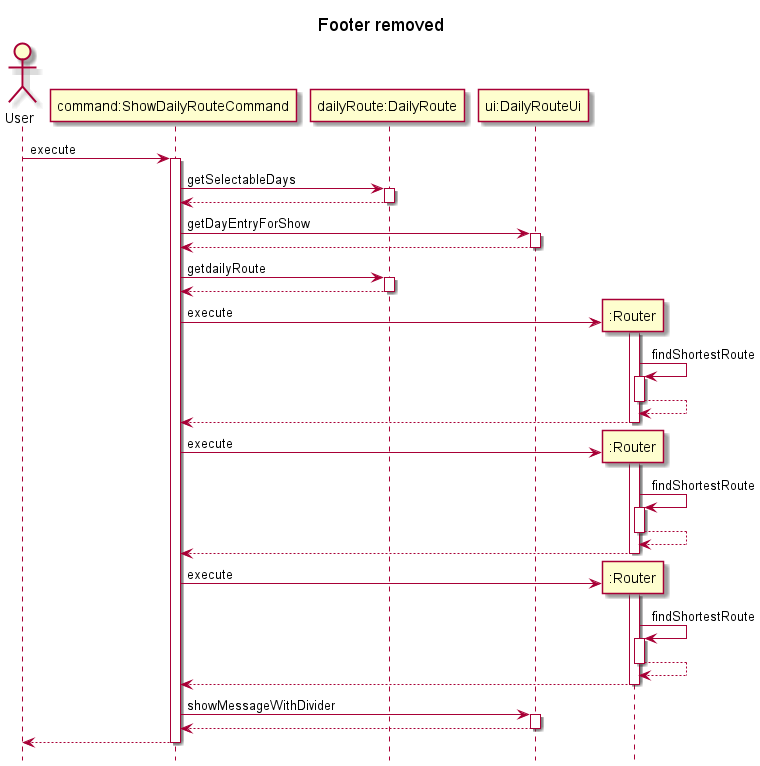 Footer removed
User
command:ShowDailyRouteCommand
dailyRoute:DailyRoute
ui:DailyRouteUi
execute
getSelectableDays
getDayEntryForShow
getdailyRoute
execute
:Router
findShortestRoute
execute
:Router
findShortestRoute
execute
:Router
findShortestRoute
showMessageWithDivider